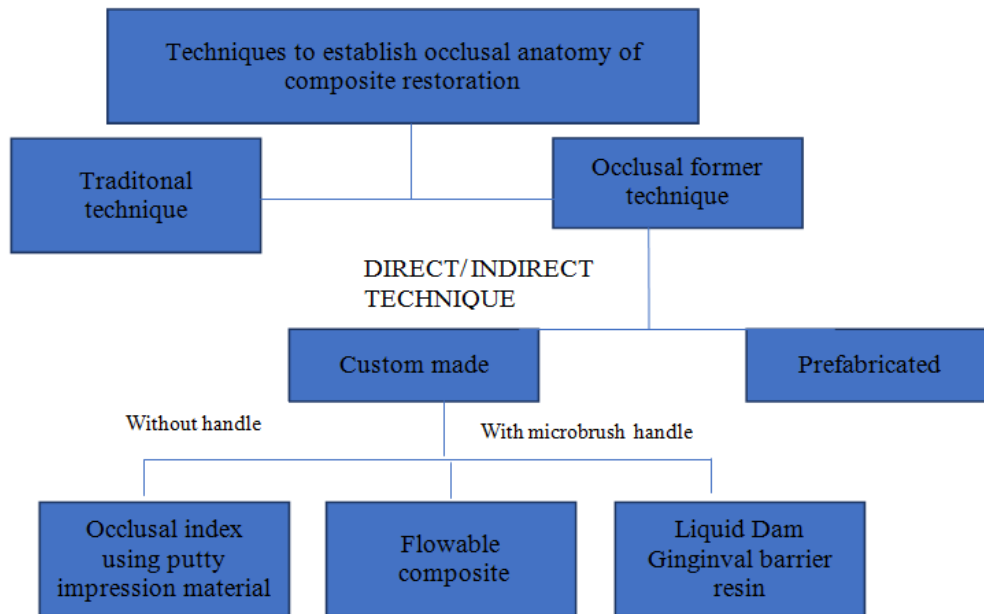 Techniques to establish occlusal anatomy of
composite restoration
Traditonal
technique
Occlusal former
technique
DIRECT/ INDIRECT
TECHNIQUE
Custom made
Prefabricated
Without handle
With microbrush handle
Occlusal index
using putty
impression material
Flowable
composite
Liquid Dam
Ginginval barrier
resin